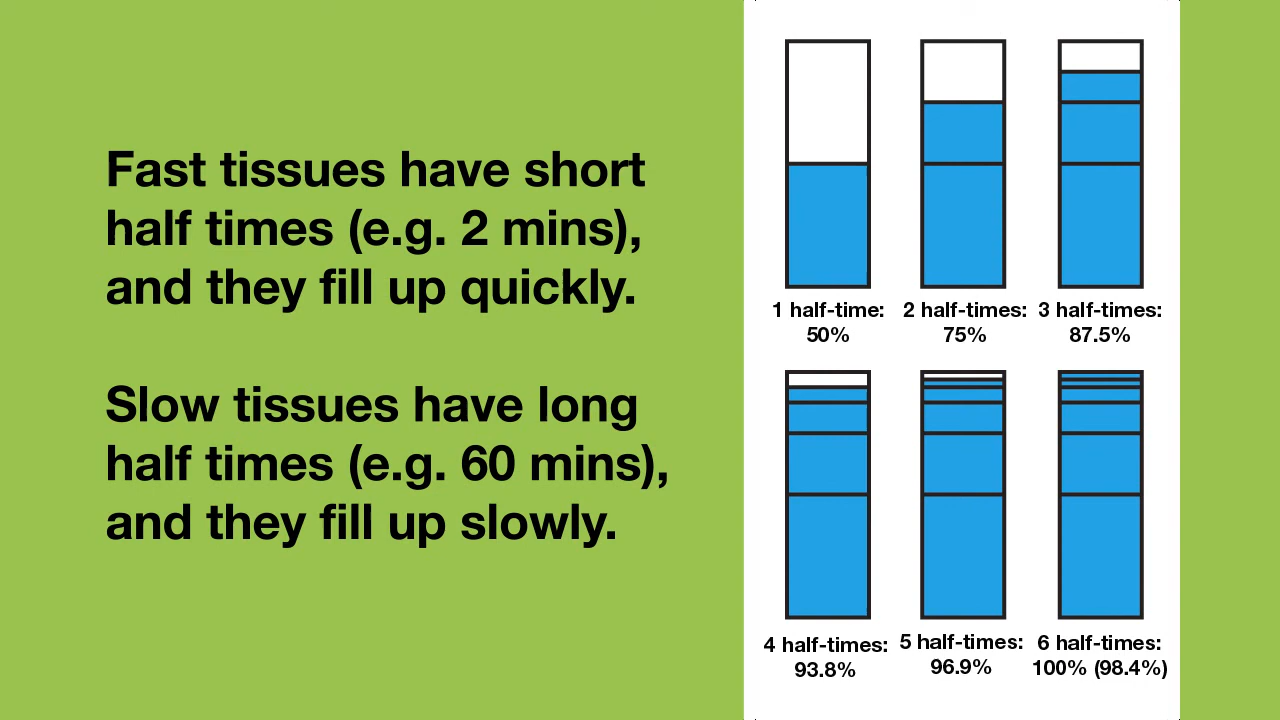 Fast tissues have short
half times (e.g. 2 mins),
and they fill up quickly.
Slow tissues have long
half times (e.g. 60 mins),
and they fill up slowly.
1 half-time:
50%
2 half-times:
75%
3 half-times:
87.5%
4 half-times:
93.8%
5 half-times:
96.9%
6 half-times:
100% (98.4%)